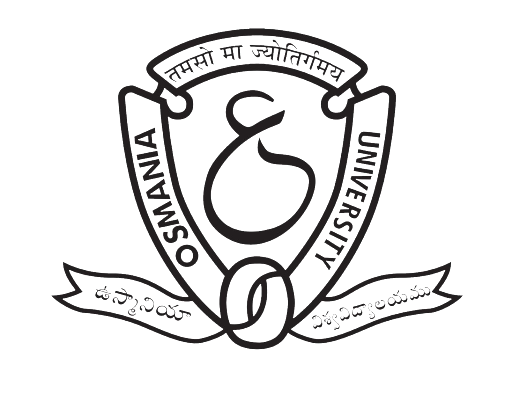 तमसो मा ज्योतिर्गमय
ع
OSMANIA
UNIVERSITY
ఉస్మానియా
విశ్వవిద్యాలయము